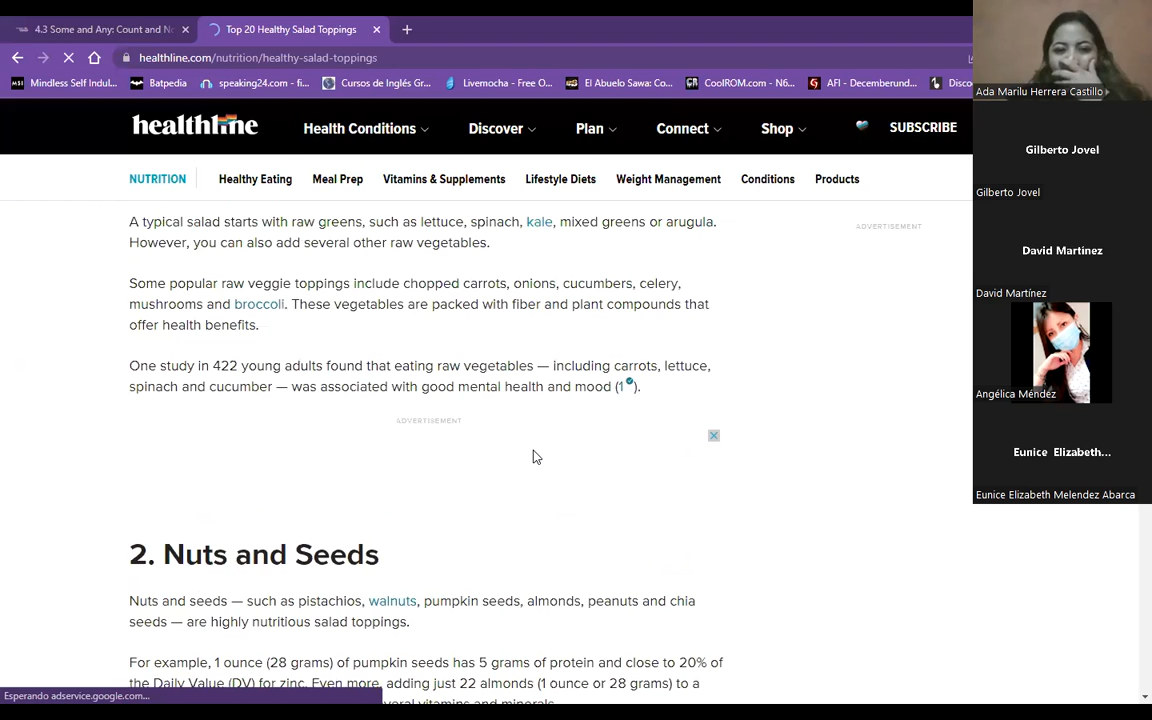 4.3 Some and Any: Count and No
Top 20 Healthy Salad Toppings
healthline.com/nutrition/healthy-salad-toppings
Mindless Self Indul...
Batpedia
speaking24.com - fi...
Cursos de Inglés Gr...
Livemocha - Free O...
El Abuelo Sawa: Co...
CoolROM.com - N6...
AFI - Decemberund...
Disco
healthline
Health Conditions
Discover
Plan
Connect
Shop
SUBSCRIBE
NUTRITION
Healthy Eating
Meal Prep
Vitamins & Supplements
Lifestyle Diets
Weight Management
Conditions
Products
A typical salad starts with raw greens, such as lettuce, spinach, kale, mixed greens or arugula.
However, you can also add several other raw vegetables.
ADVERTISEMENT
Some popular raw veggie toppings include chopped carrots, onions, cucumbers, celery,
mushrooms and broccoli. These vegetables are packed with fiber and plant compounds that
offer health benefits.
One study in 422 young adults found that eating raw vegetables — including carrots, lettuce,
spinach and cucumber — was associated with good mental health and mood (1).
ADVERTISEMENT
2. Nuts and Seeds
Nuts and seeds — such as pistachios, walnuts, pumpkin seeds, almonds, peanuts and chia
seeds — are highly nutritious salad toppings.
For example, 1 ounce (28 grams) of pumpkin seeds has 5 grams of protein and close to 20% of
the Daily Value (DV) for zinc. Even more, adding just 22 almonds (1 ounce or 28 grams) to a
several vitamins and minerals.
Esperando adservice.google.com...
Ada Marilu Herrera Castillo
Gilberto Jovel
Gilberto Jovel
David Martínez
David Martínez
Angélica Méndez
Eunice Elizabeth...
Eunice Elizabeth Melendez Abarca